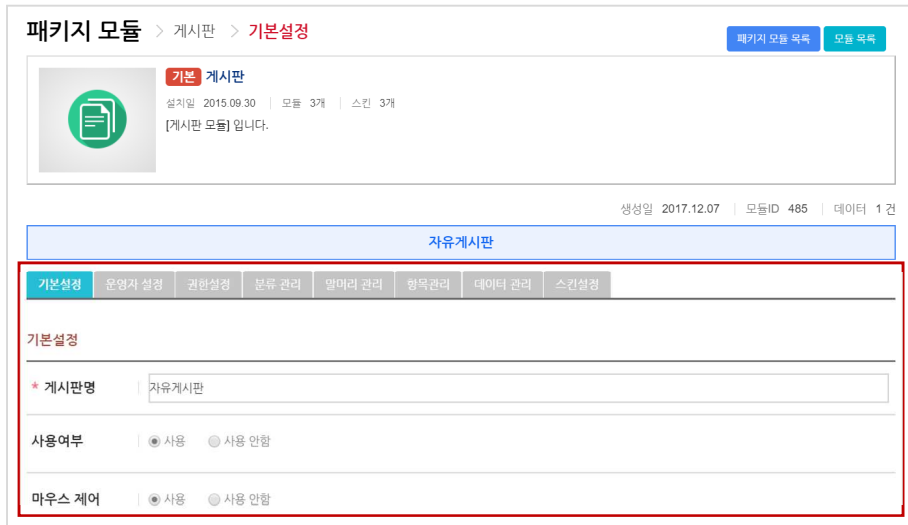 패키지 모듈 > 게시판 > 기본설정
패키지 모듈 목록 모듈 목록
기본 게시판
설치일 2015.09.30 | 모듈 3개 | 스킨 3개
[게시판 모듈] 입니다.
생성일 2017.12.07 | 모듈ID 485 | 데이터 1 건
자유게시판
기본설정 운영자 설정 권한설정 분류 관리 말머리 관리 항목관리 데이터 관리 스킨설정
기본설정
* 게시판명 자유게시판
사용여부 사용 사용 안함
마우스 제어 사용 사용 안함